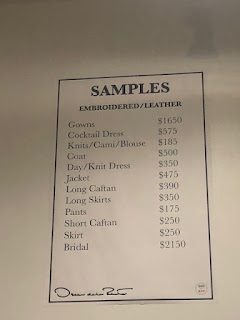 SAMPLES
EMBROIDERED/LEATHER
Gowns $1650
Cocktail Dress $575
Knits/Cami/Blouse $185
Coat $500
Day/Knit Dress $350
Jacket $475
Long Caftan $390
Long Skirts $350
Pants $175
Short Caftan $250
Skirt $250
Bridal $2150